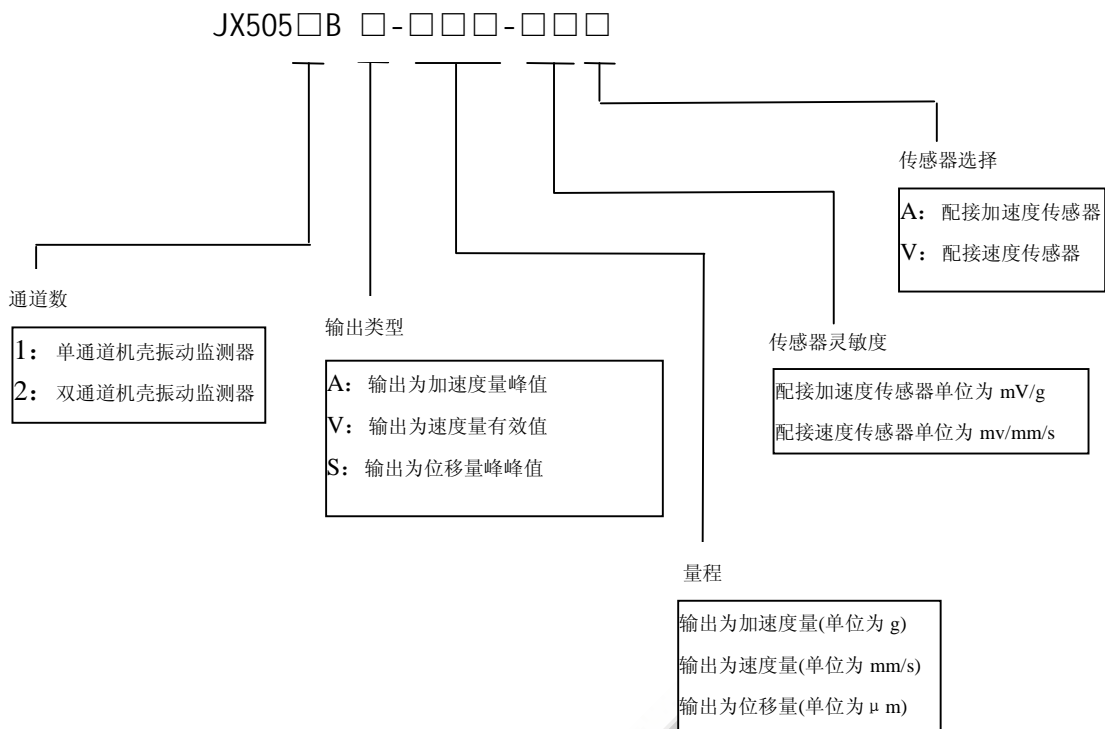 JX505□B □-□□□-□□□
传感器选择
A：配接加速度传感器
V：配接速度传感器
通道数
1：单通道机壳振动监测器
2：双通道机壳振动监测器
输出类型
A：输出为加速度量峰值
V：输出为速度量有效值
S：输出为位移量峰峰值
传感器灵敏度
配接加速度传感器单位为 mV/g
配接速度传感器单位为 mv/mm/s
量程
输出为加速度量(单位为 g)
输出为速度量(单位为 mm/s)
输出为位移量(单位为μm)